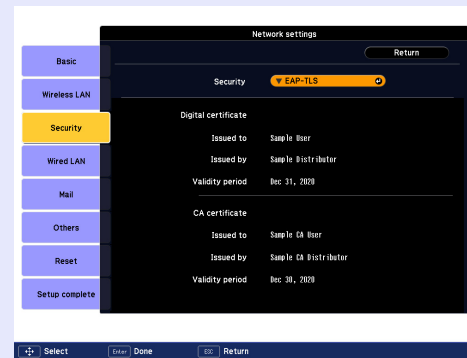 Network settings
Return
Basic
Wireless LAN
Security
Wired LAN
Mail
Others
Reset
Setup complete
Security EAP-TLS
Digital certificate
Issued to Sample User
Issued by Sample Distributor
Validity period Dec 31, 2020
CA certificate
Issued to Sample CA User
Issued by Sample CA Distributor
Validity period Dec 30, 2020
Select Enter Done ESC Return